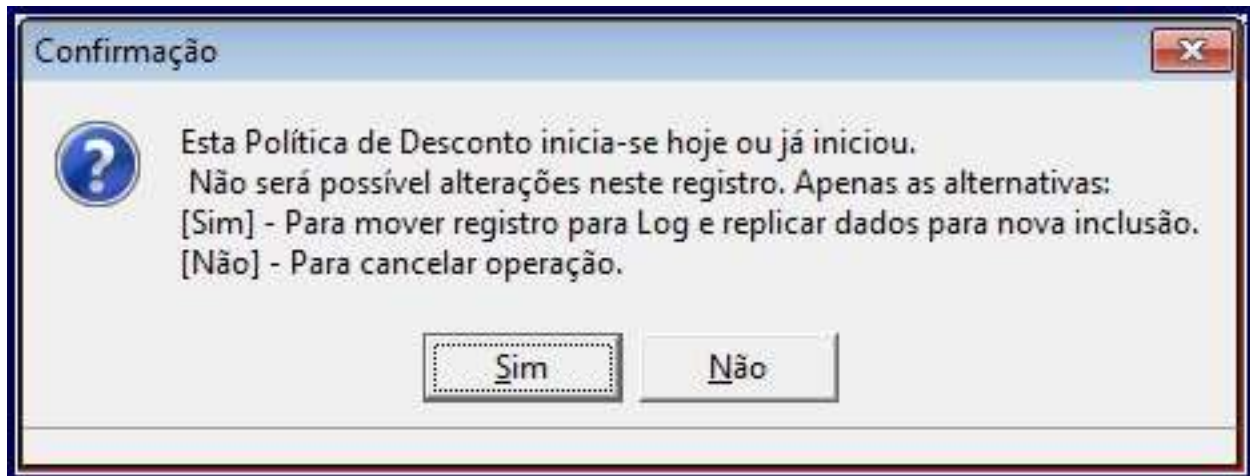 Confirmação
Esta Política de Desconto inicia-se hoje ou já iniciou.
Não será possível alterações neste registro. Apenas as alternativas:
[Sim] - Para mover registro para Log e replicar dados para nova inclusão.
[Não] - Para cancelar operação.
Sim Não